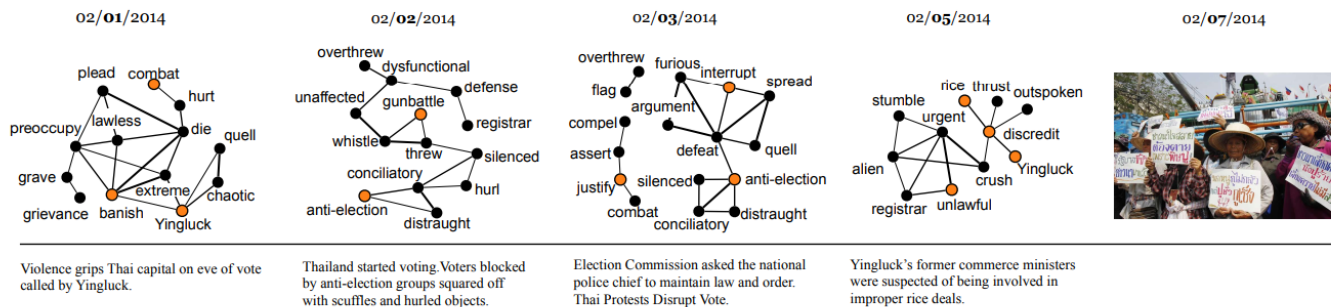 02/01/2014
02/02/2014
02/03/2014
02/05/2014
02/07/2014
plead
combat
hurt
preoccupy
lawless
die
quell
grave
grievance
banish
extreme
chaotic
Yingluck
overthrew
dysfunctional
unaffected
gunbattle
defense
registrar
whistle
threw
silenced
conciliatory
hurl
anti-election
distraught
overthrew
flag
furious
interrupt
spread
argument
compel
assert
defeat
quell
justify
combat
silenced
anti-election
conciliatory
distraught
rice
thrust
outspoken
stumble
urgent
discredit
alien
crush
Yingluck
registrar
unlawful
Violence grips Thai capital on eve of vote
called by Yingluck.
Thailand started voting.Voters blocked
by anti-election groups squared off
with scuffles and hurled objects.
Election Commission asked the national
police chief to maintain law and order.
Thai Protests Disrupt Vote.
Yingluck's former commerce ministers
were suspected of being involved in
improper rice deals.